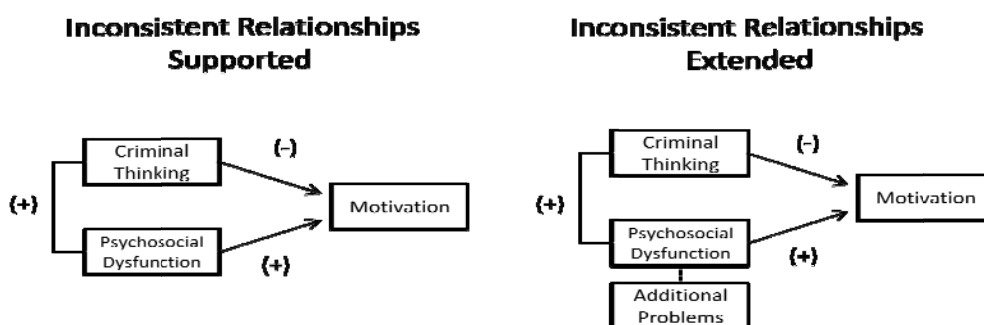 Inconsistent Relationships
Supported
Criminal
Thinking
(-)
(+)
Motivation
Psychosocial
Dysfunction
(+)
Inconsistent Relationships
Extended
Criminal
Thinking
(-)
(+)
Motivation
Psychosocial
Dysfunction
(+)
Additional
Problems